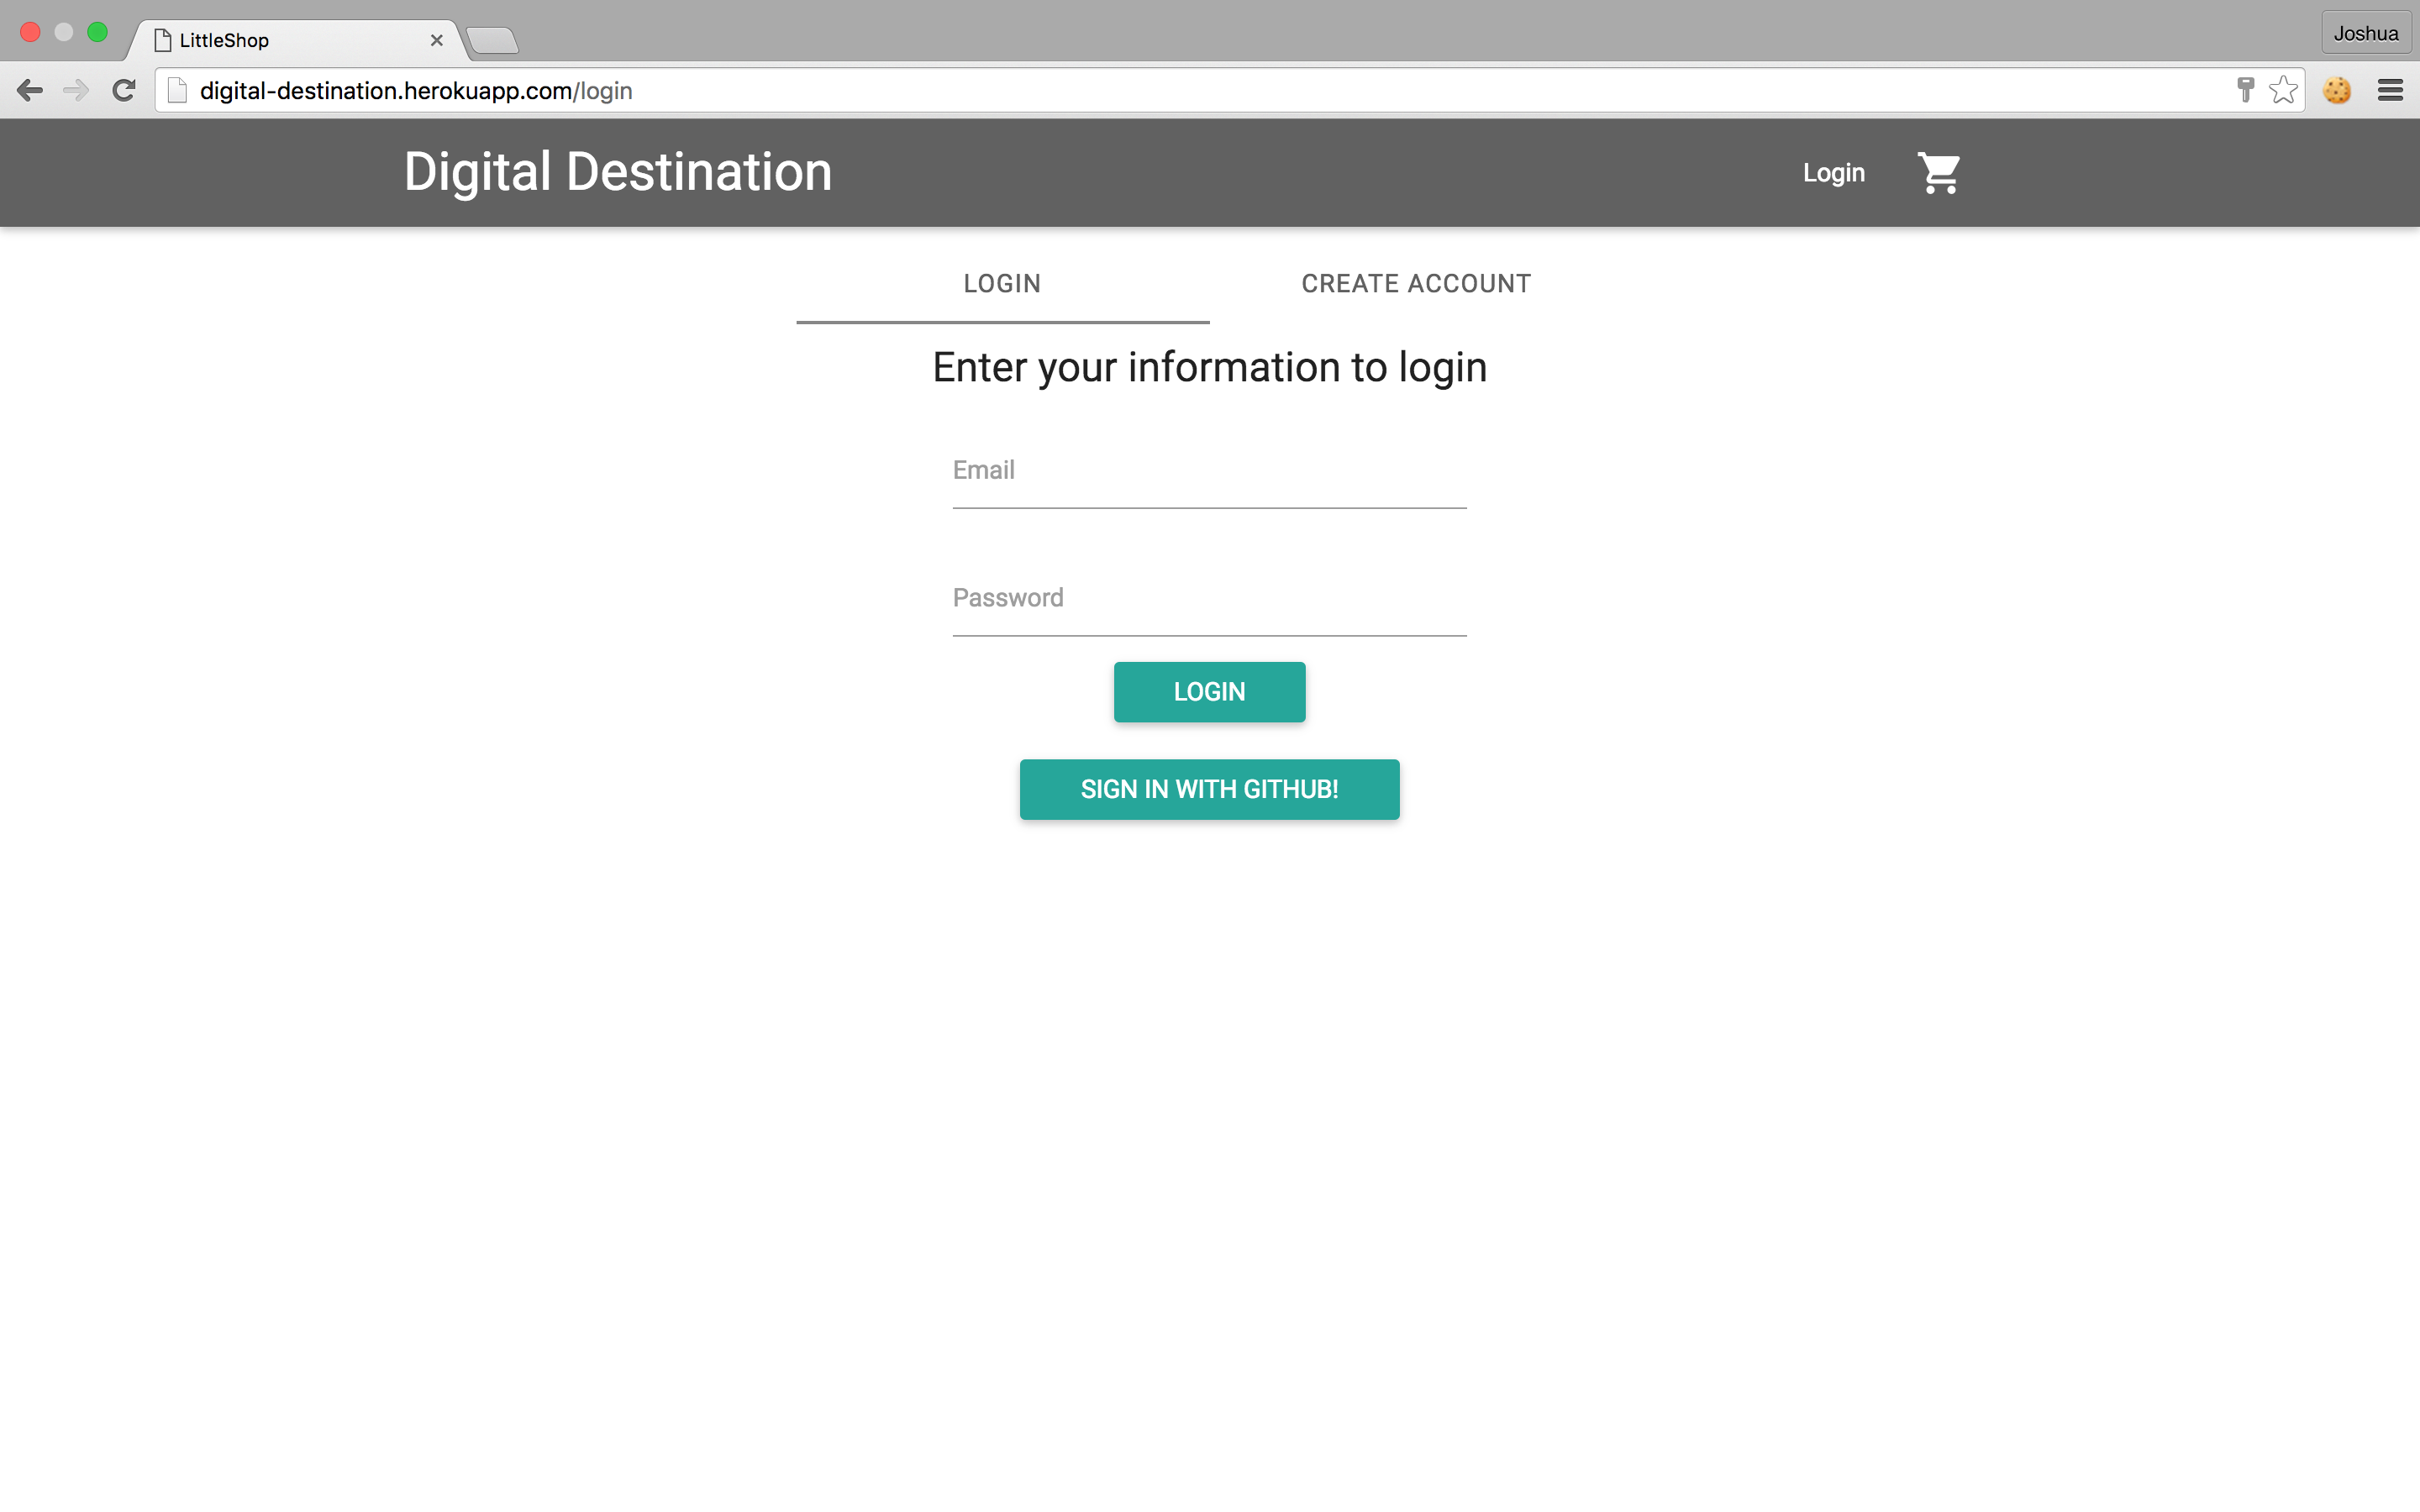 LittleShop
Joshua
digital-destination.herokuapp.com/login
Digital Destination
Login
LOGIN
CREATE ACCOUNT
Enter your information to login
Email
Password
LOGIN
SIGN IN WITH GITHUB!